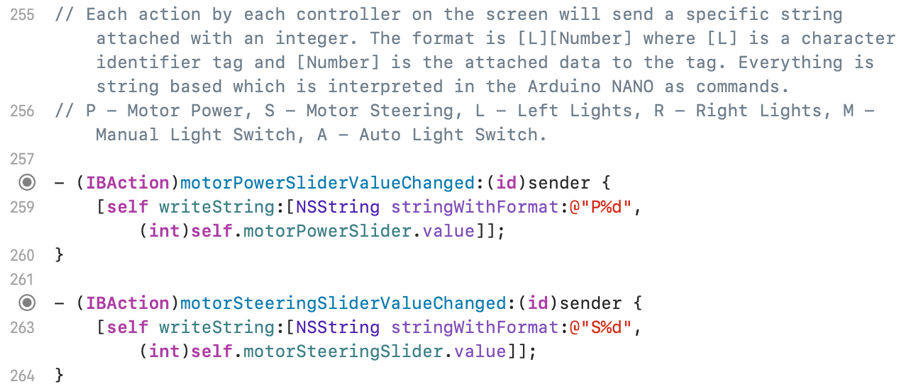 255 // Each action by each controller on the screen will send a specific string
attached with an integer. The format is [L][Number] where [L] is a character
identifier tag and [Number] is the attached data to the tag. Everything is
string based which is interpreted in the Arduino NANO as commands.
256 // P – Motor Power, S – Motor Steering, L – Left Lights, R – Right Lights, M –
Manual Light Switch, A – Auto Light Switch.
257
- (IBAction)motorPowerSliderValueChanged:(id)sender {
259 [self writeString:[NSString stringWithFormat:@"P%d",
(int)self.motorPowerSlider.value]];
260 }
261
- (IBAction)motorSteeringSliderValueChanged:(id)sender {
263 [self writeString:[NSString stringWithFormat:@"S%d",
(int)self.motorSteeringSlider.value]];
264 }